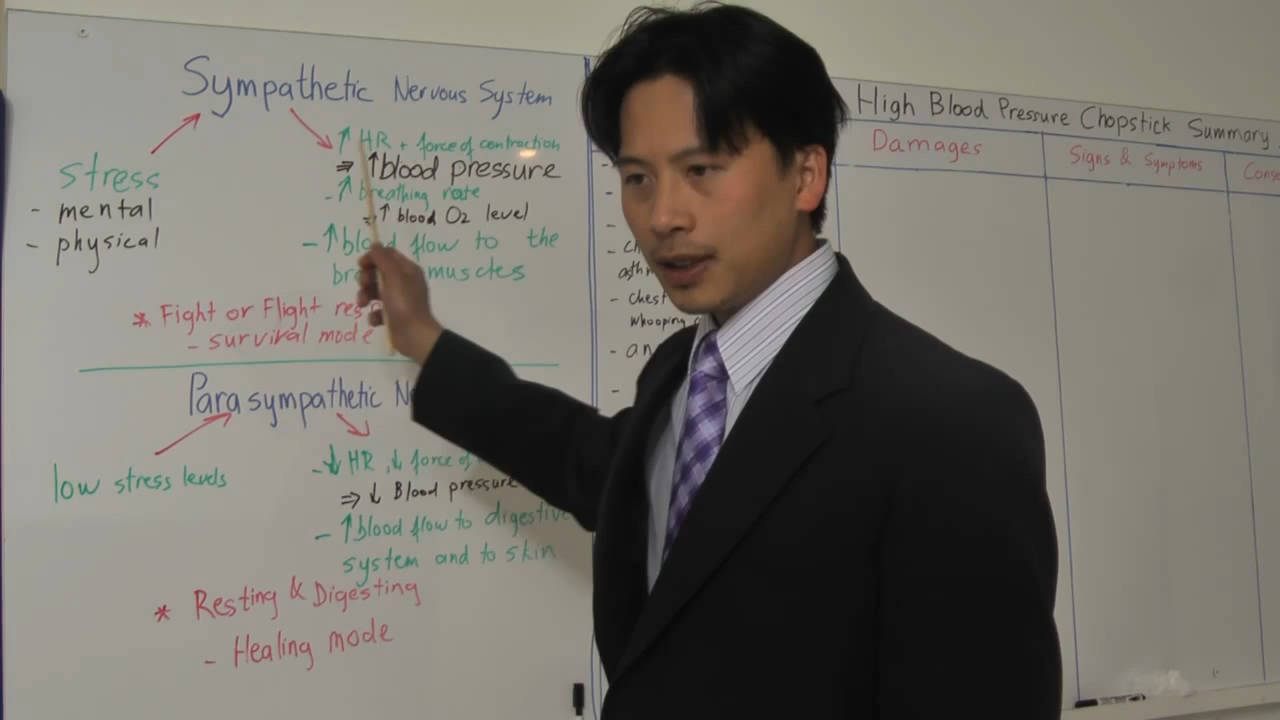 Sympathetic Nervous System
↑ HR + force of contraction
⇒ ↑ blood pressure
- ↑ breathing rate
⇒ ↑ blood O2 level
- ↑ blood flow to the
muscles
stress
- mental
- physical
* Fight or Flight
- survival mode
Parasympathetic
low stress levels
- ↓ HR, ↓ force of
⇒ ↓ Blood pressure
- ↑ blood flow to digestive
system and to skin
* Resting & Digesting
- Healing mode
- chest
whooping
High Blood Pressure Chopstick Summary
Damages
Signs & Symptoms